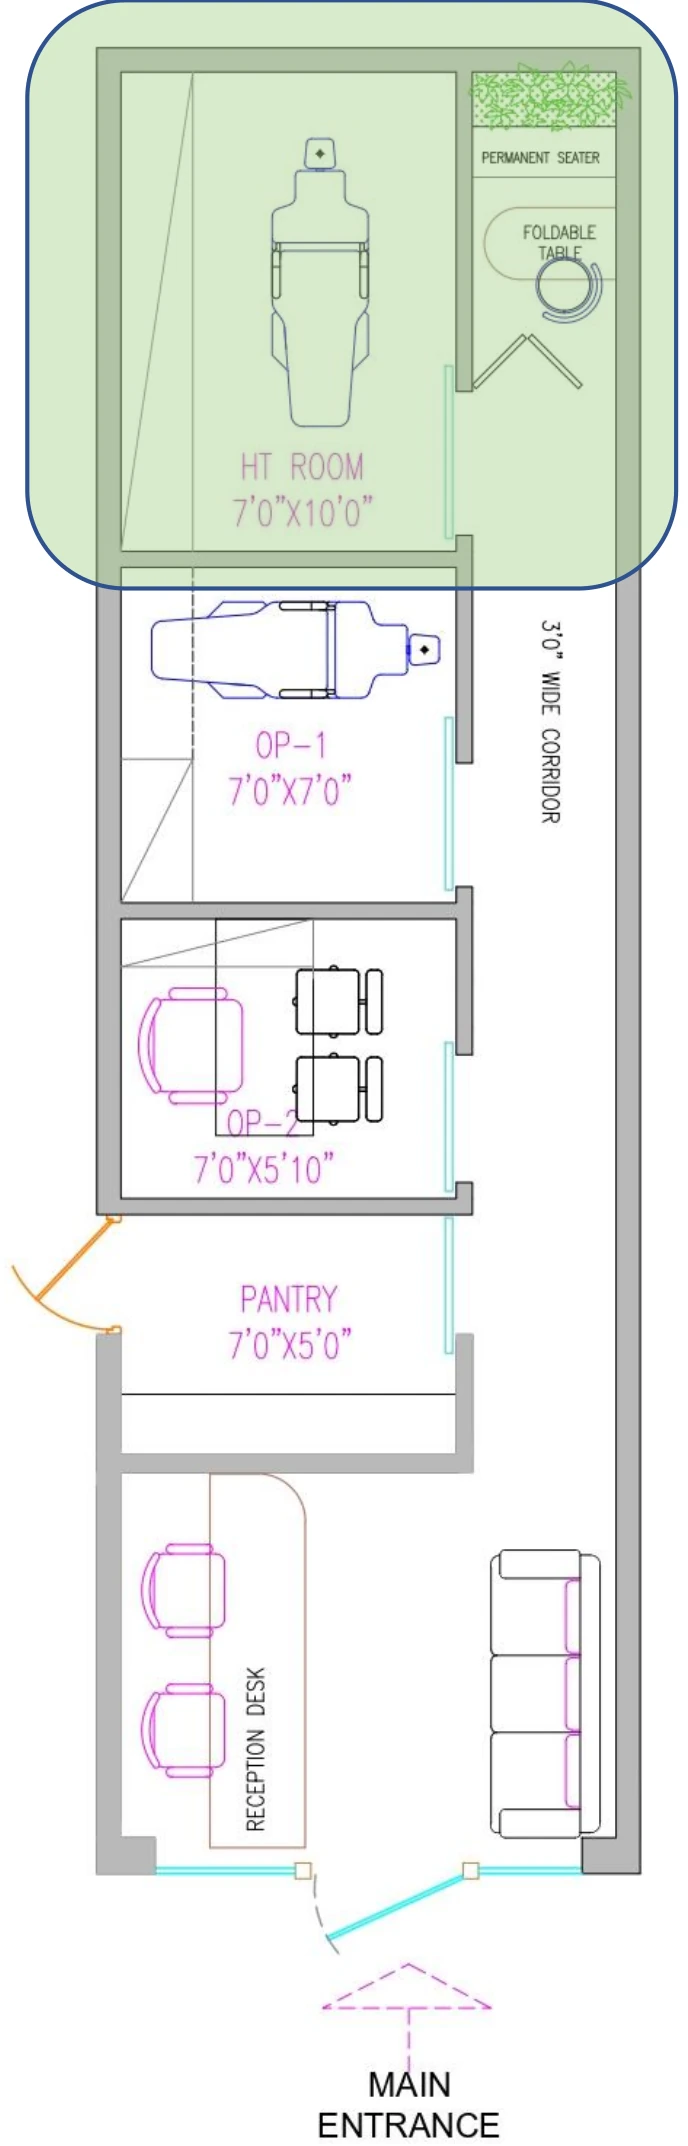 PERMANENT SEATER
FOLDABLE
TABLE
HT ROOM
7'0"X10'0"
3'0" WIDE CORRIDOR
OP-1
7'0"X7'0"
OP-2
7'0"X5'10"
PANTRY
7'0"X5'0"
RECEPTION DESK
MAIN
ENTRANCE